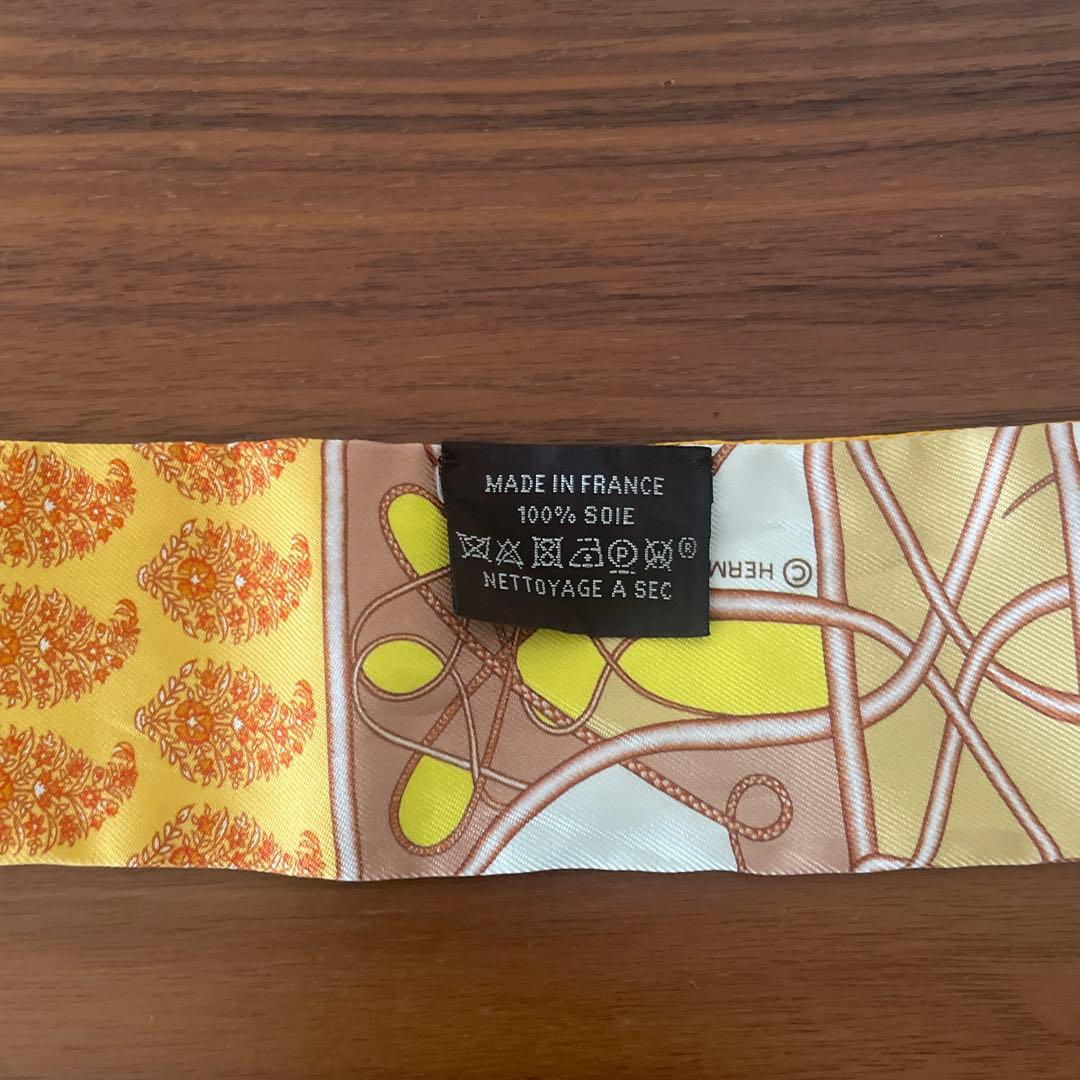 MADE IN FRANCE
100% SOIE
P ®
NETTOYAGE A SEC
© HERM